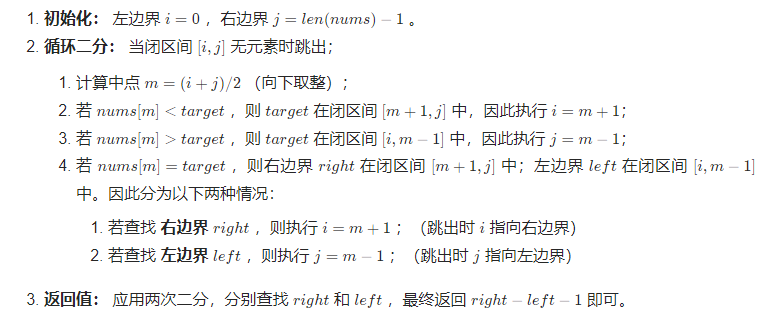 1. 初始化： 左边界 i = 0 ，右边界 j = len(nums) − 1 。
2. 循环二分： 当闭区间 [i, j] 无元素时跳出；
1. 计算中点 m = (i + j)/2 （向下取整）；
2. 若 nums[m] < target ，则 target 在闭区间 [m + 1, j] 中，因此执行 i = m + 1；
3. 若 nums[m] > target ，则 target 在闭区间 [i, m − 1] 中，因此执行 j = m − 1；
4. 若 nums[m] = target ，则右边界 right 在闭区间 [m + 1, j] 中；左边界 left 在闭区间 [i, m − 1]
中。因此分为以下两种情况：
1. 若查找 右边界 right ，则执行 i = m + 1 ；（跳出时 i 指向右边界）
2. 若查找 左边界 left ，则执行 j = m − 1 ；（跳出时 j 指向左边界）
3. 返回值： 应用两次二分，分别查找 right 和 left ，最终返回 right − left − 1 即可。